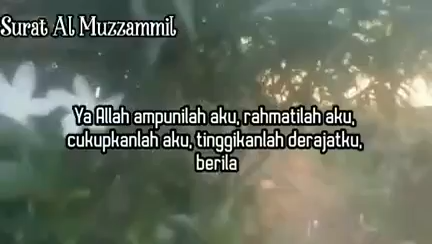 Surat Al Muzzammil
Ya Allah ampunilah aku, rahmatilah aku,
cukupkanlah aku, tinggikanlah derajatku,
berila